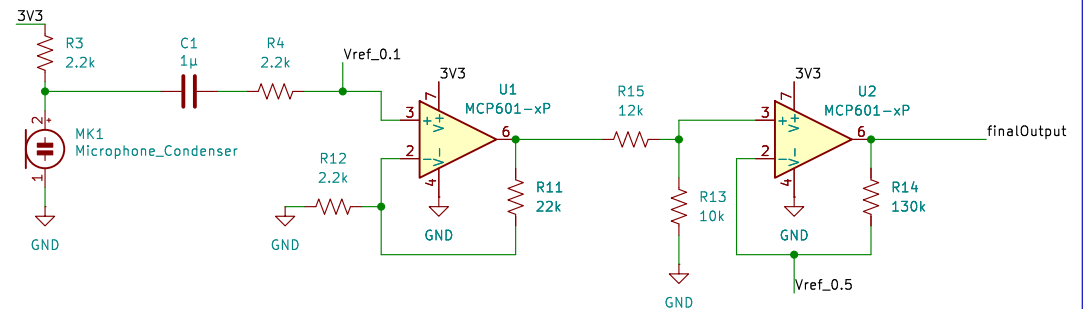 3V3
R3
2.2k
C1
1µ
R4
2.2k
Vref_0.1
3V3
7
U1
MCP601-xP
3
+
V+
6
2
−
V-
4
GND
2
+
MK1
Microphone_Condenser
1
GND
R12
2.2k
GND
R11
22k
R15
12k
R13
10k
GND
3V3
7
U2
MCP601-xP
3
+
V+
6
2
−
V-
4
GND
R14
130k
finalOutput
Vref_0.5